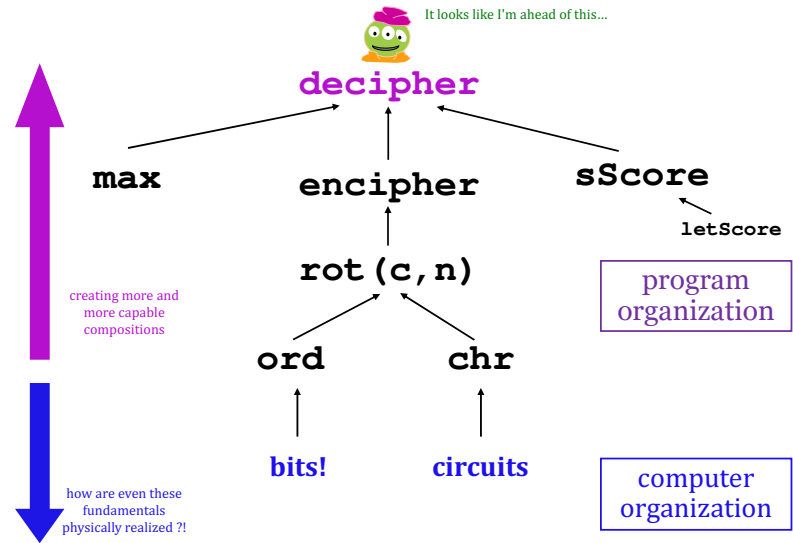 It looks like I'm ahead of this…
decipher
max
encipher
sScore
letScore
rot(c,n)
program
organization
creating more and
more capable
compositions
ord
chr
bits!
circuits
computer
organization
how are even these
fundamentals
physically realized ?!